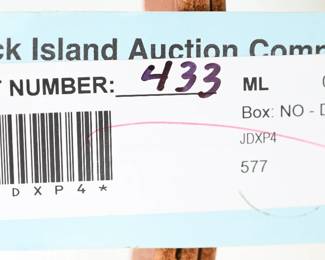 ck Island Auction Comp
T NUMBER: 433 ML
Box: NO - D
JDXP4
577
DXP4*